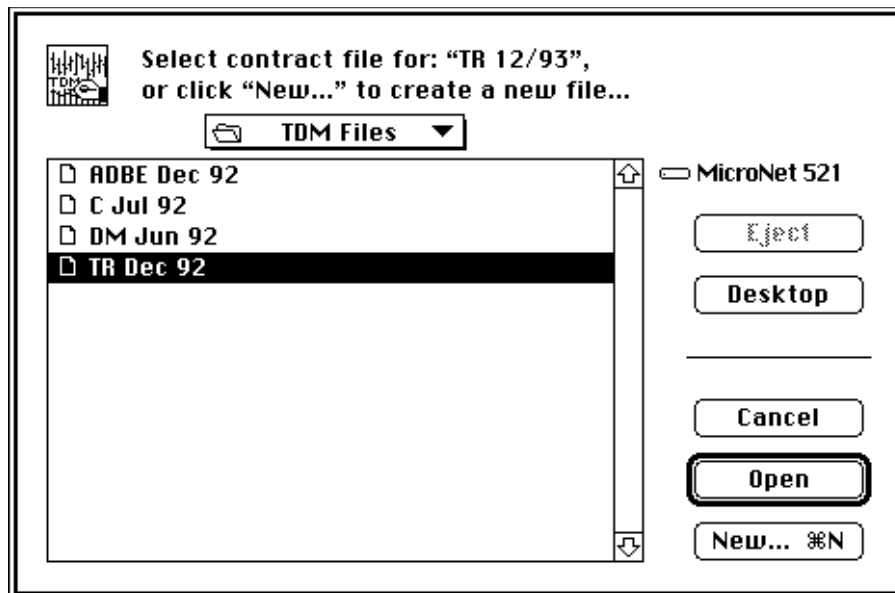 TDM
Select contract file for: “TR 12/93”,
or click “New...” to create a new file...
TDM Files
ADBE Dec 92
C Jul 92
DM Jun 92
TR Dec 92
MicroNet 521
Eject
Desktop
Cancel
Open
New... ⌘N